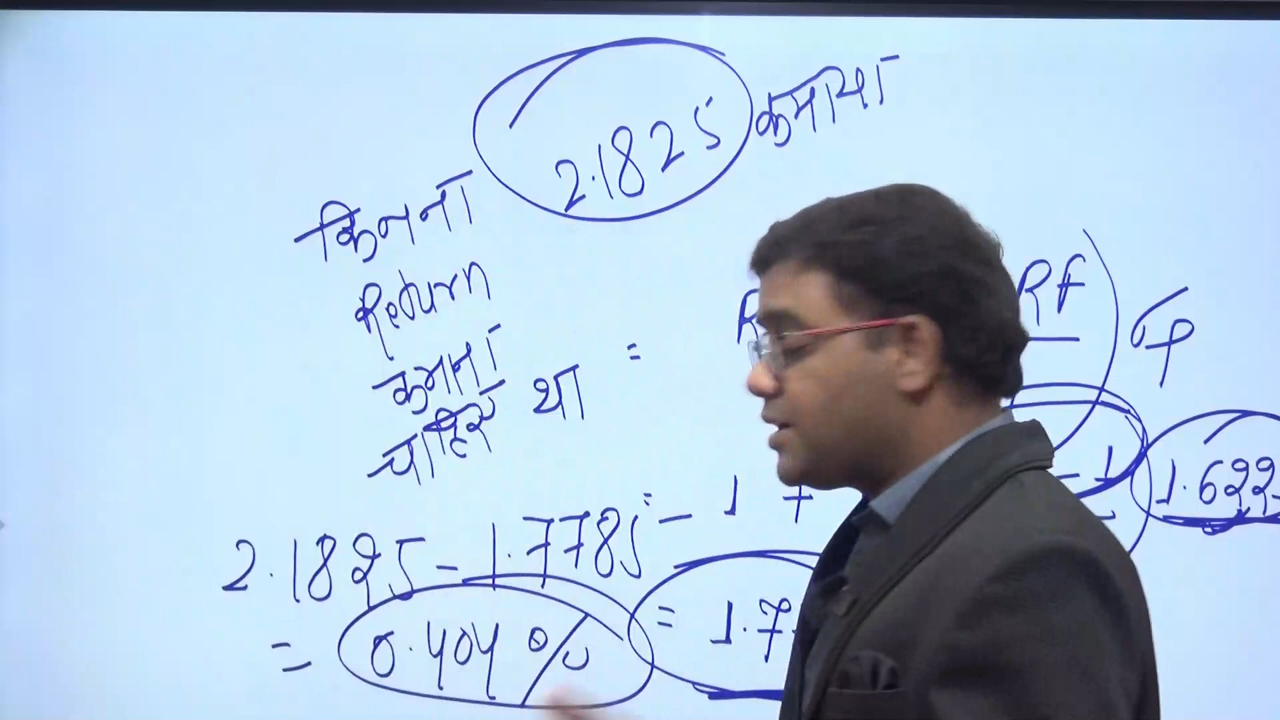 2.1825 कमाया
कितना
Return
कमाना
चाहिए था =
Rf
σp
= 1 +
- 1
1.622
2.1825 - 1.7785
= 0.404 %
= 1.7